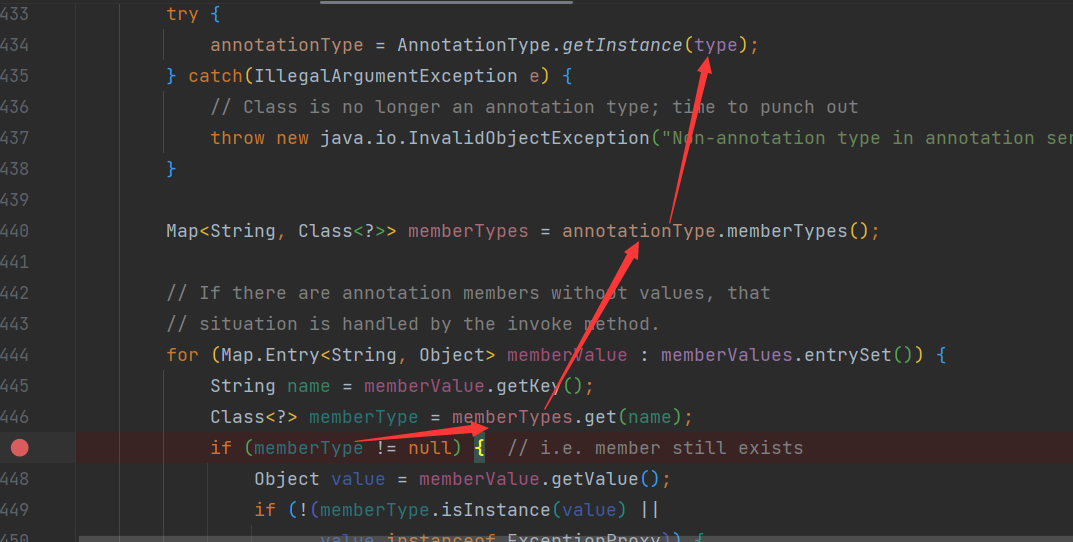 433 try {
434 annotationType = AnnotationType.getInstance(type);
435 } catch(IllegalArgumentException e) {
436 // Class is no longer an annotation type; time to punch out
437 throw new java.io.InvalidObjectException("Non-annotation type in annotation ser
438 }
439
440 Map<String, Class<?>> memberTypes = annotationType.memberTypes();
441
442 // If there are annotation members without values, that
443 // situation is handled by the invoke method.
444 for (Map.Entry<String, Object> memberValue : memberValues.entrySet()) {
445 String name = memberValue.getKey();
446 Class<?> memberType = memberTypes.get(name);
if (memberType != null) { // i.e. member still exists
448 Object value = memberValue.getValue();
449 if (!(memberType.isInstance(value) ||
450 value instanceof ExceptionProxy)) {